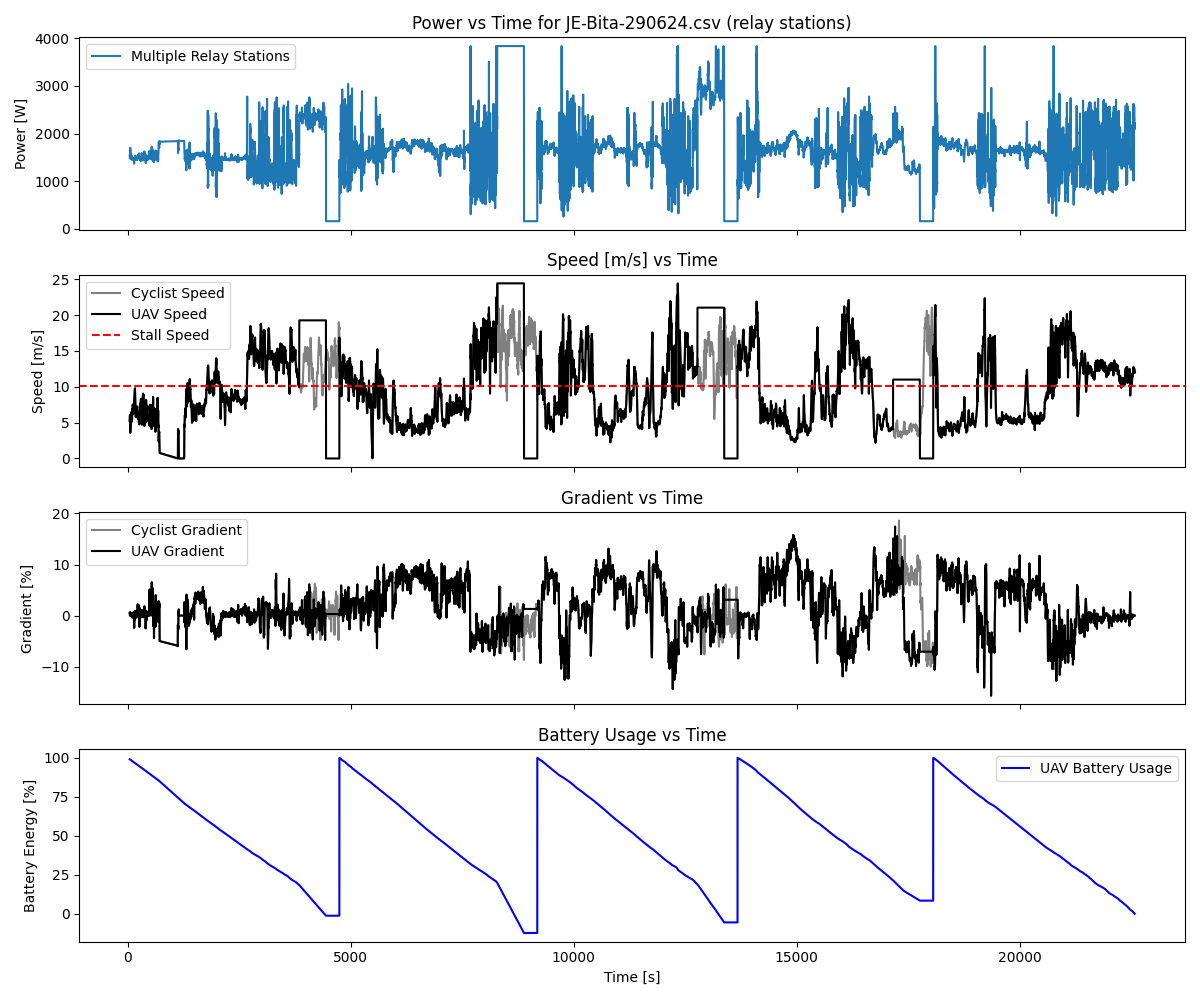 Power vs Time for JE-Bita-290624.csv (relay stations)
4000
3000
2000
1000
0
Power [W]
Multiple Relay Stations
Speed [m/s] vs Time
25
20
15
10
5
0
Speed [m/s]
Cyclist Speed
UAV Speed
Stall Speed
Gradient vs Time
20
10
0
−10
Gradient [%]
Cyclist Gradient
UAV Gradient
Battery Usage vs Time
100
75
50
25
0
Battery Energy [%]
UAV Battery Usage
0
5000
10000
15000
20000
Time [s]